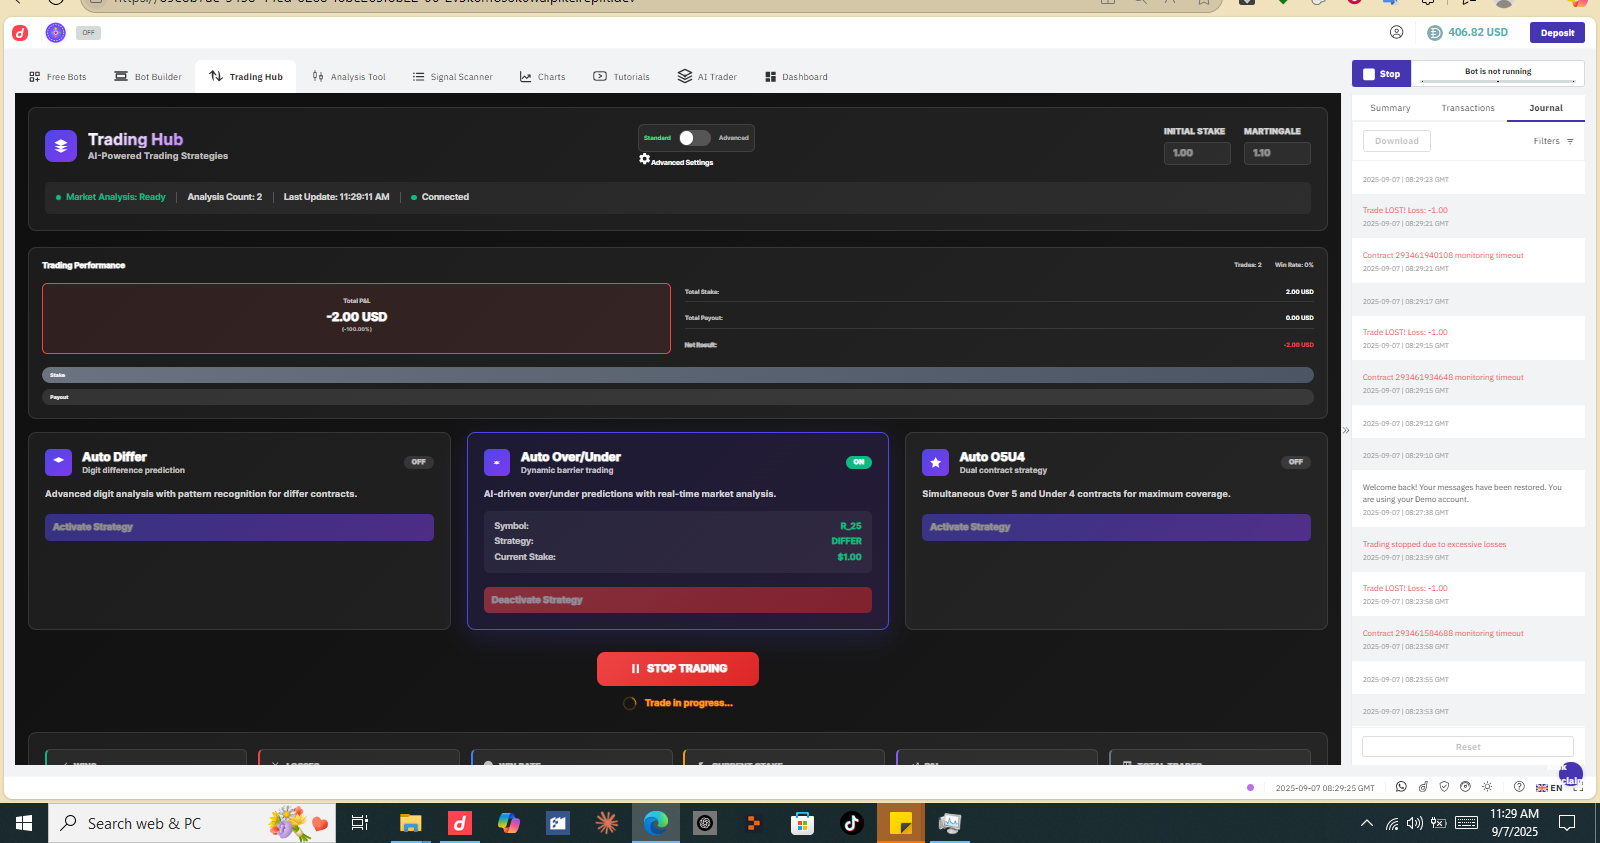 OFF
406.82 USD
Deposit
Free Bots
Bot Builder
Trading Hub
Analysis Tool
Signal Scanner
Charts
Tutorials
AI Trader
Dashboard
Stop
Bot is not running
Trading Hub
AI-Powered Trading Strategies
Standard
Advanced
Advanced Settings
INITIAL STAKE
MARTINGALE
1.00
1.10
Market Analysis: Ready
Analysis Count: 2
Last Update: 11:29:11 AM
Connected
Trading Performance
Trades: 2
Win Rate: 0%
Total P&L
-2.00 USD
(-100.00%)
Total Stake:
2.00 USD
Total Payout:
0.00 USD
Net Result:
-2.00 USD
Stake
Payout
Auto Differ
Digit difference prediction
OFF
Advanced digit analysis with pattern recognition for differ contracts.
Activate Strategy
Auto Over/Under
Dynamic barrier trading
ON
AI-driven over/under predictions with real-time market analysis.
Symbol:
R_25
Strategy:
DIFFER
Current Stake:
$1.00
Deactivate Strategy
Auto O5U4
Dual contract strategy
OFF
Simultaneous Over 5 and Under 4 contracts for maximum coverage.
Activate Strategy
STOP TRADING
Trade in progress...
Summary
Transactions
Journal
Download
Filters
2025-09-07 | 08:29:23 GMT
Trade LOST! Loss: -1.00
2025-09-07 | 08:29:21 GMT
Contract 293461940108 monitoring timeout
2025-09-07 | 08:29:21 GMT
2025-09-07 | 08:29:17 GMT
Trade LOST! Loss: -1.00
2025-09-07 | 08:29:15 GMT
Contract 293461934648 monitoring timeout
2025-09-07 | 08:29:15 GMT
2025-09-07 | 08:29:12 GMT
2025-09-07 | 08:29:10 GMT
Welcome back! Your messages have been restored. You
are using your Demo account.
2025-09-07 | 08:27:38 GMT
Trading stopped due to excessive losses
2025-09-07 | 08:23:59 GMT
Trade LOST! Loss: -1.00
2025-09-07 | 08:23:58 GMT
Contract 293461584688 monitoring timeout
2025-09-07 | 08:23:58 GMT
2025-09-07 | 08:23:55 GMT
2025-09-07 | 08:23:53 GMT
Reset
2025-09-07 08:29:25 GMT
EN
Search web & PC
11:29 AM
9/7/2025